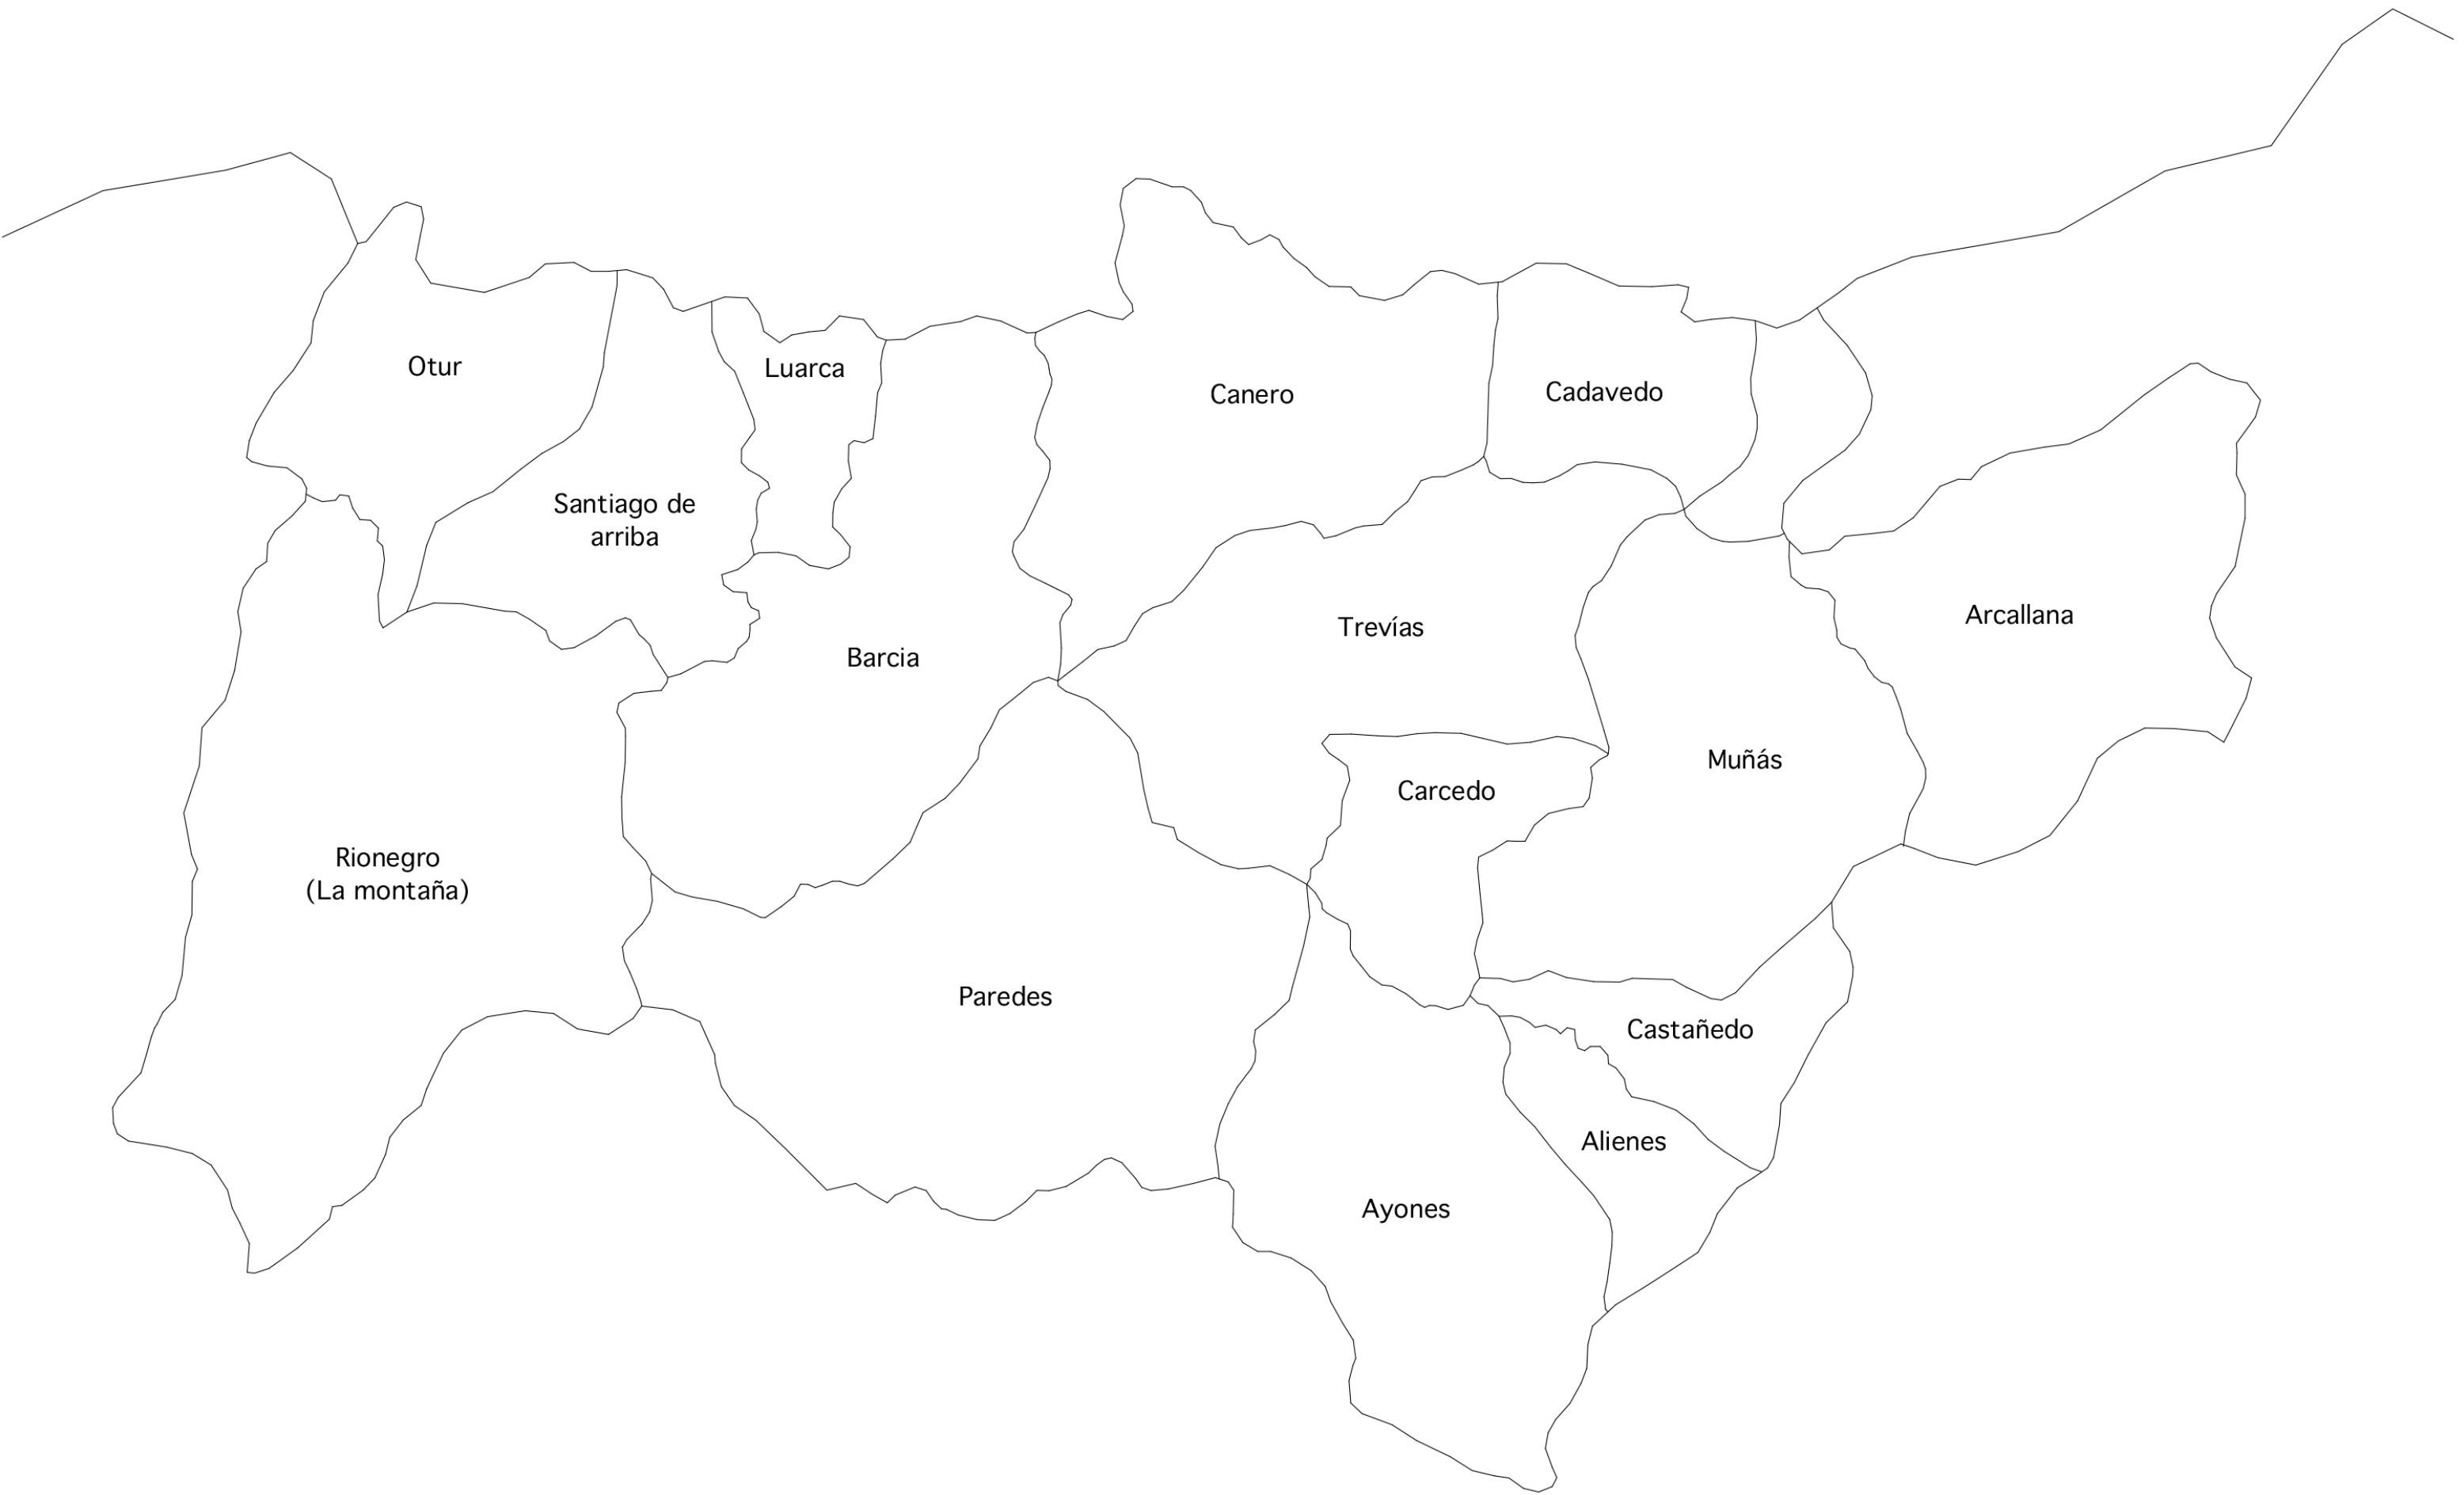 Otur
Luarca
Canero
Cadavedo
Santiago de
arriba
Trevías
Arcallana
Barcia
Muñás
Carcedo
Rionegro
(La montaña)
Paredes
Castañedo
Alienes
Ayones